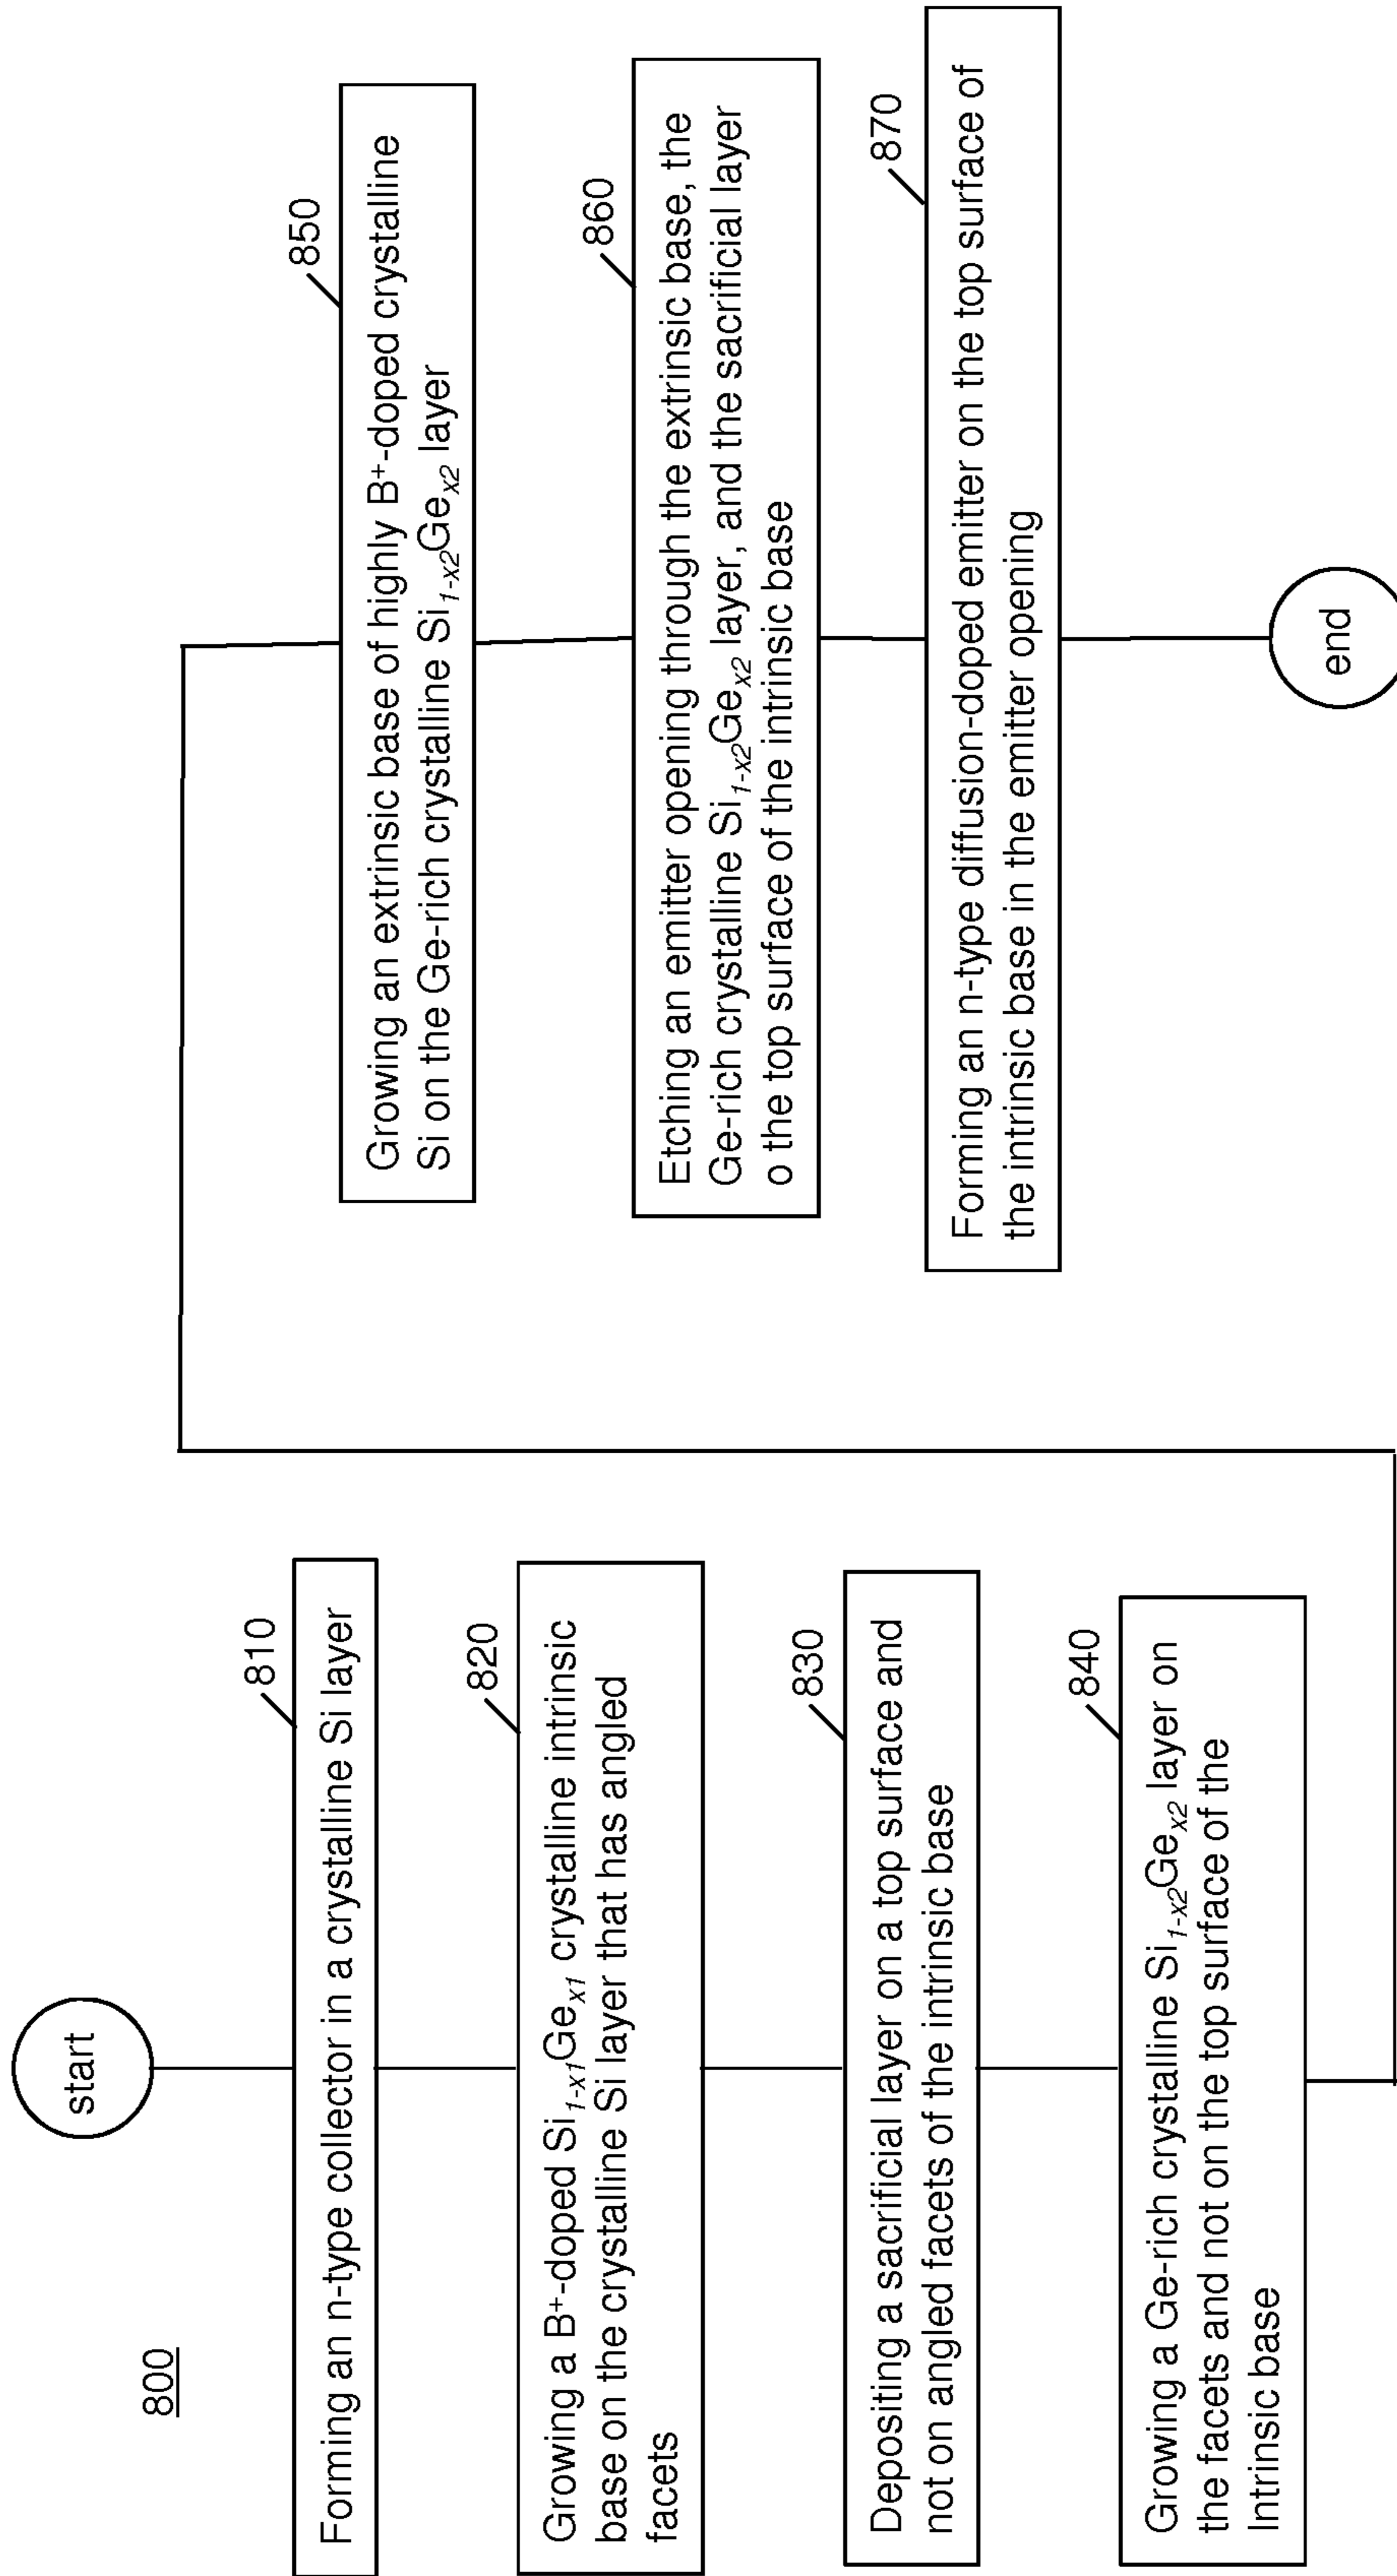 800
start
810
Forming an n-type collector in a crystalline Si layer
820
Growing a B⁺-doped Si₁₋ₓ₁Geₓ₁ crystalline intrinsic
base on the crystalline Si layer that has angled
facets
830
Depositing a sacrificial layer on a top surface and
not on angled facets of the intrinsic base
840
Growing a Ge-rich crystalline Si₁₋ₓ₂Geₓ₂ layer on
the facets and not on the top surface of the
Intrinsic base
850
Growing an extrinsic base of highly B⁺-doped crystalline
Si on the Ge-rich crystalline Si₁₋ₓ₂Geₓ₂ layer
860
Etching an emitter opening through the extrinsic base, the
Ge-rich crystalline Si₁₋ₓ₂Geₓ₂ layer, and the sacrificial layer
o the top surface of the intrinsic base
870
Forming an n-type diffusion-doped emitter on the top surface of
the intrinsic base in the emitter opening
end